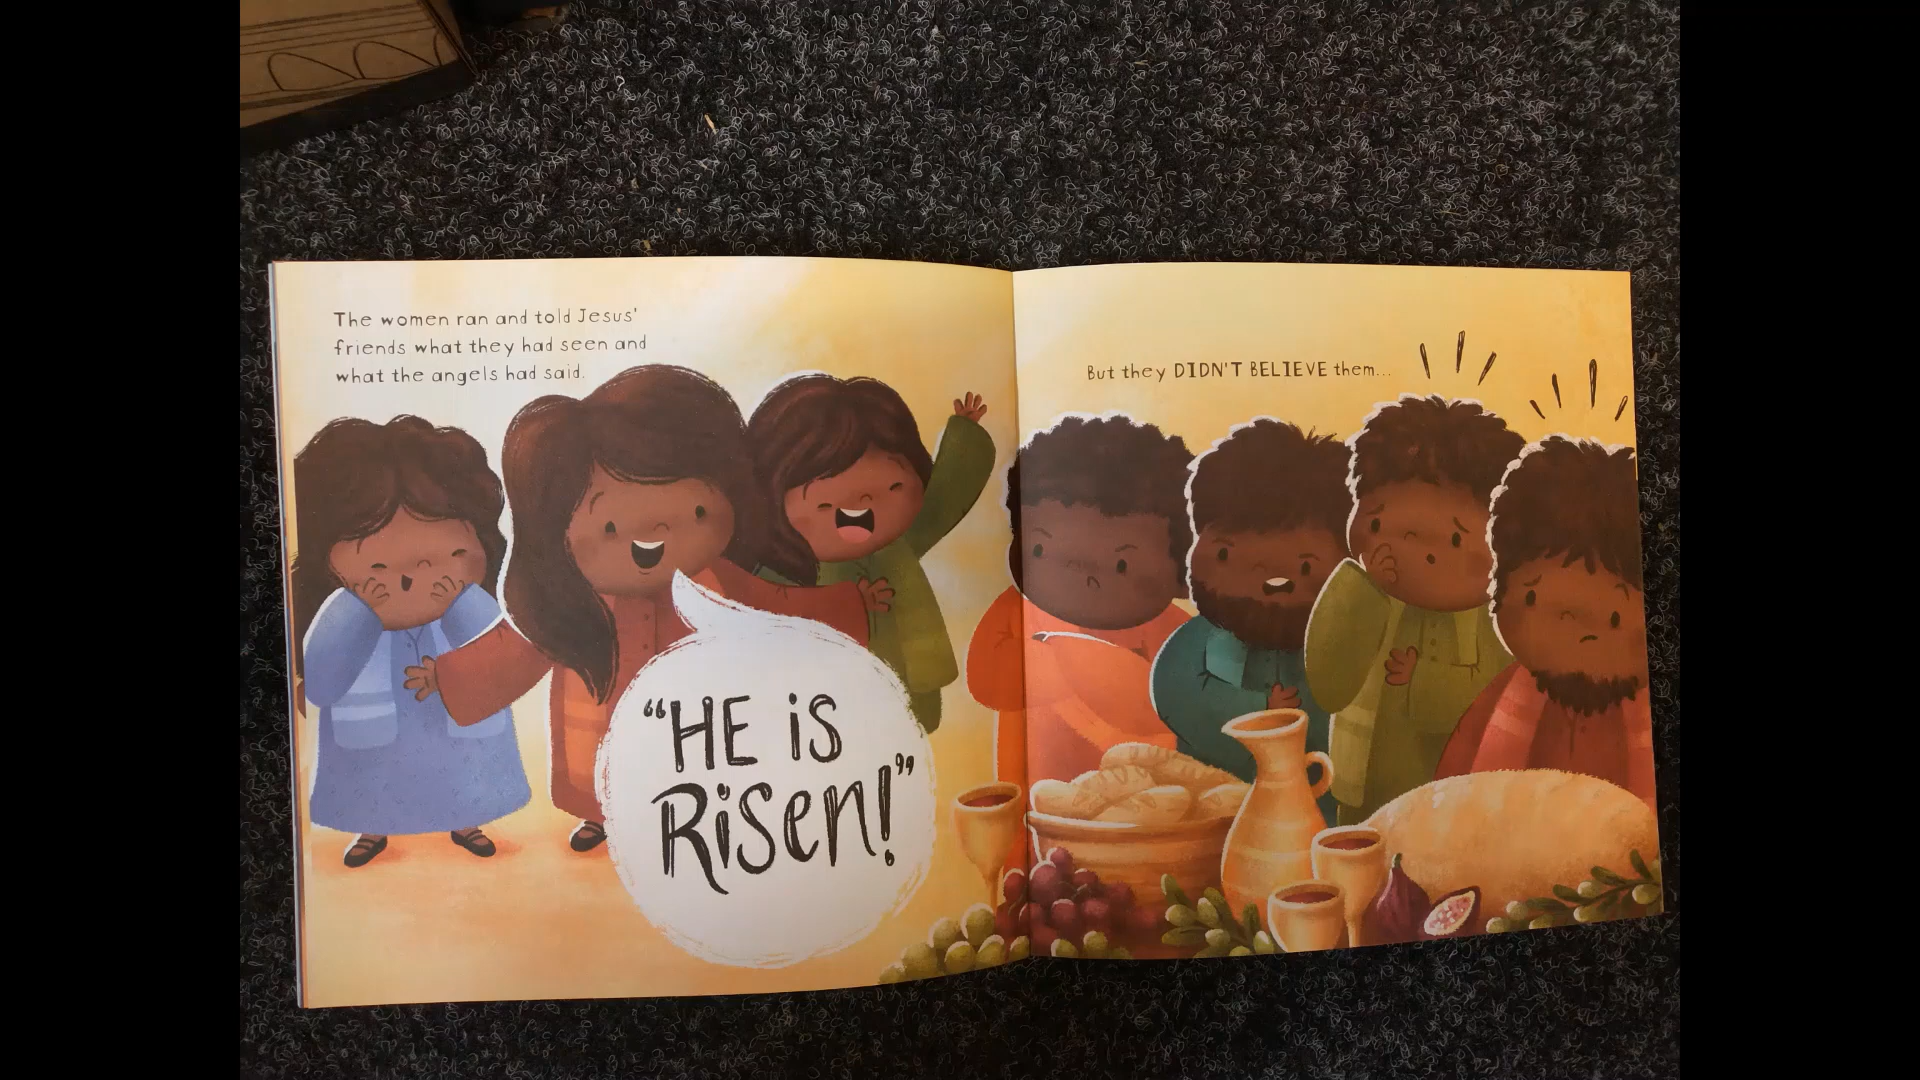 The women ran and told Jesus'
friends what they had seen and
what the angels had said.
"HE iS
RiSen!"
But they DIDN'T BELIEVE them...